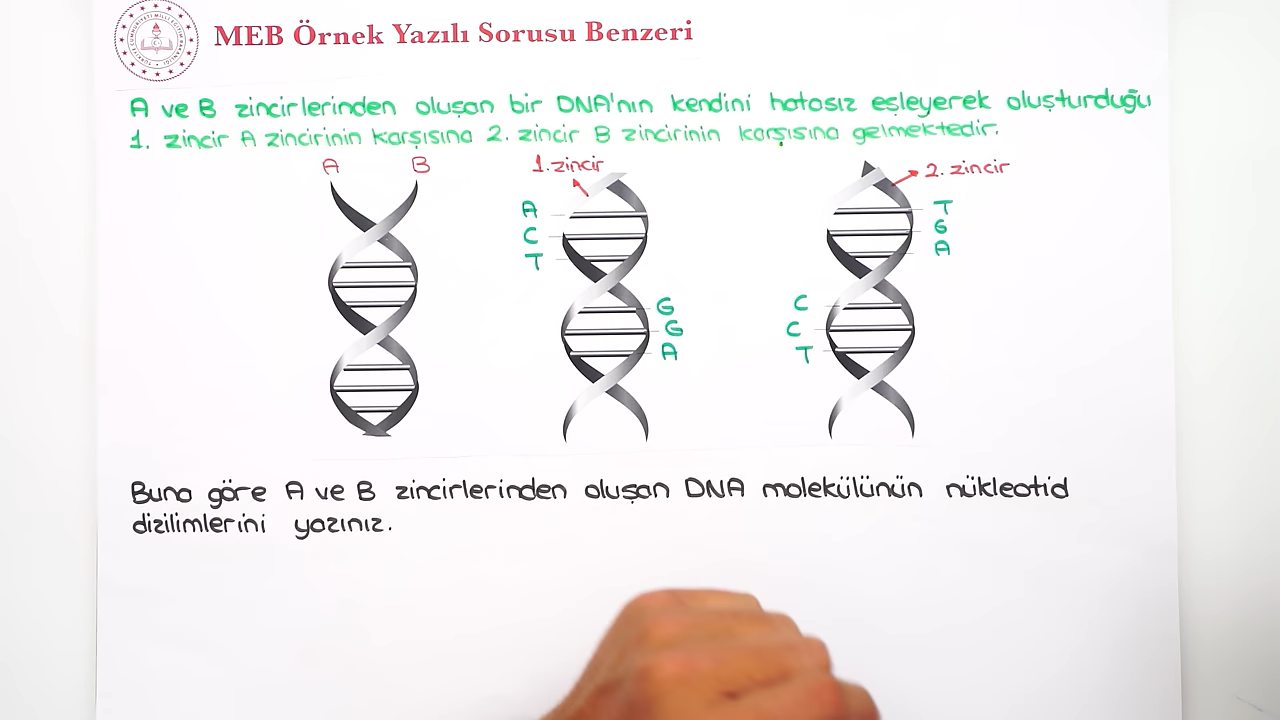 MEB Örnek Yazılı Sorusu Benzeri
A ve B zincirlerinden oluşan bir DNA'nın kendini hatasız eşleyerek oluşturduğu
1. zincir A zincirinin karşısına 2. zincir B zincirinin karşısına gelmektedir.
A B 1.zincir 2. zincir
A T
C G
T A
G C
G C
A T
Buna göre A ve B zincirlerinden oluşan DNA molekülünün nükleotid
dizilimlerini yazınız.